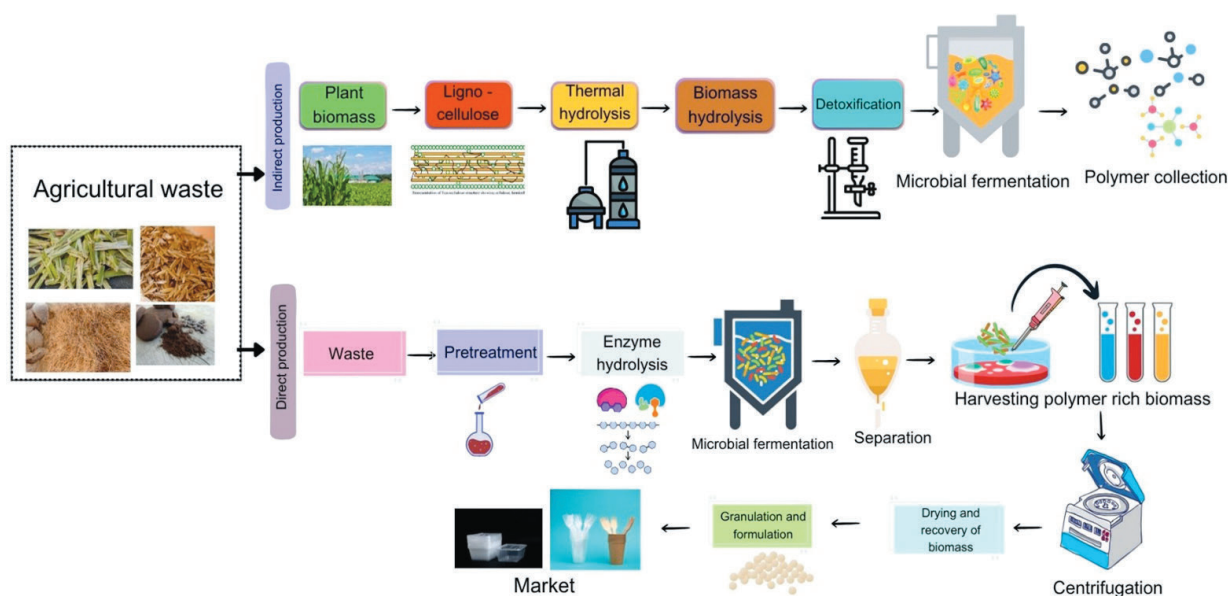 Agricultural waste
Indirect production
Plant
biomass
Ligno -
cellulose
Thermal
hydrolysis
Biomass
hydrolysis
Detoxification
Microbial fermentation
Polymer collection
Direct production
Waste
Pretreatment
Enzyme
hydrolysis
Microbial fermentation
Separation
Harvesting polymer rich biomass
Centrifugation
Drying and
recovery of
biomass
Granulation and
formulation
Market